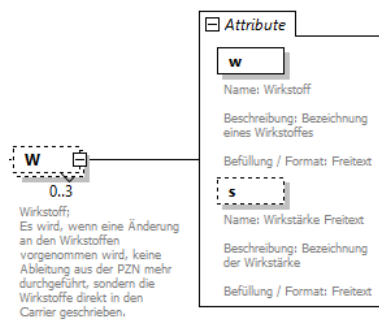 Attribute
w
Name: Wirkstoff
Beschreibung: Bezeichnung
eines Wirkstoffes
Befüllung / Format: Freitext
W
0..3
Wirkstoff;
Es wird, wenn eine Änderung
an den Wirkstoffen
vorgenommen wird, keine
Ableitung aus der PZN mehr
durchgeführt, sondern die
Wirkstoffe direkt in den
Carrier geschrieben.
s
Name: Wirkstärke Freitext
Beschreibung: Bezeichnung
der Wirkstärke
Befüllung / Format: Freitext